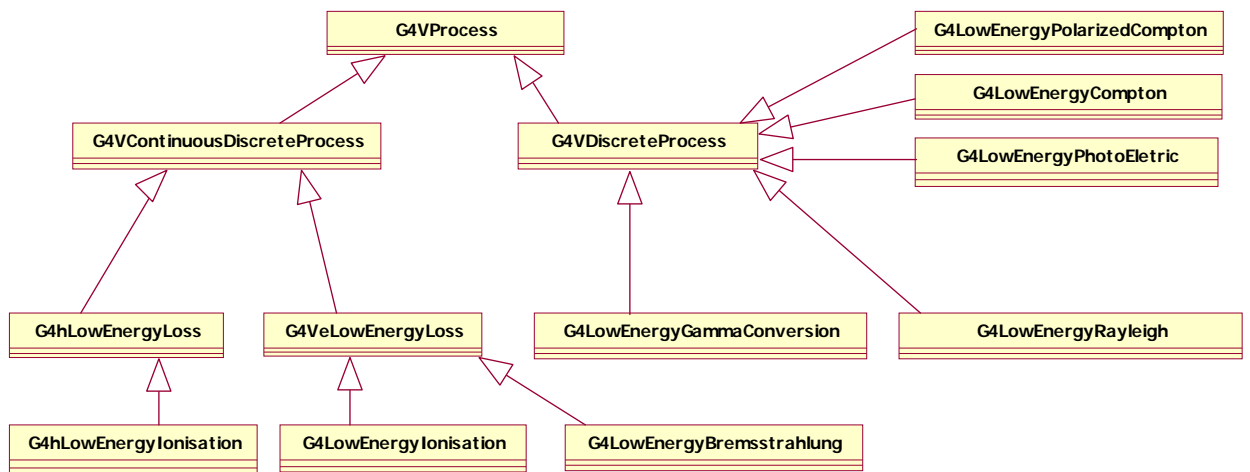 G4VProcess
G4LowEnergyPolarizedCompton
G4LowEnergyCompton
G4VContinuousDiscreteProcess
G4VDiscreteProcess
G4LowEnergyPhotoEletric
G4hLowEnergyLoss
G4VeLowEnergyLoss
G4LowEnergyGammaConversion
G4LowEnergyRayleigh
G4hLowEnergyIonisation
G4LowEnergyIonisation
G4LowEnergyBremsstrahlung